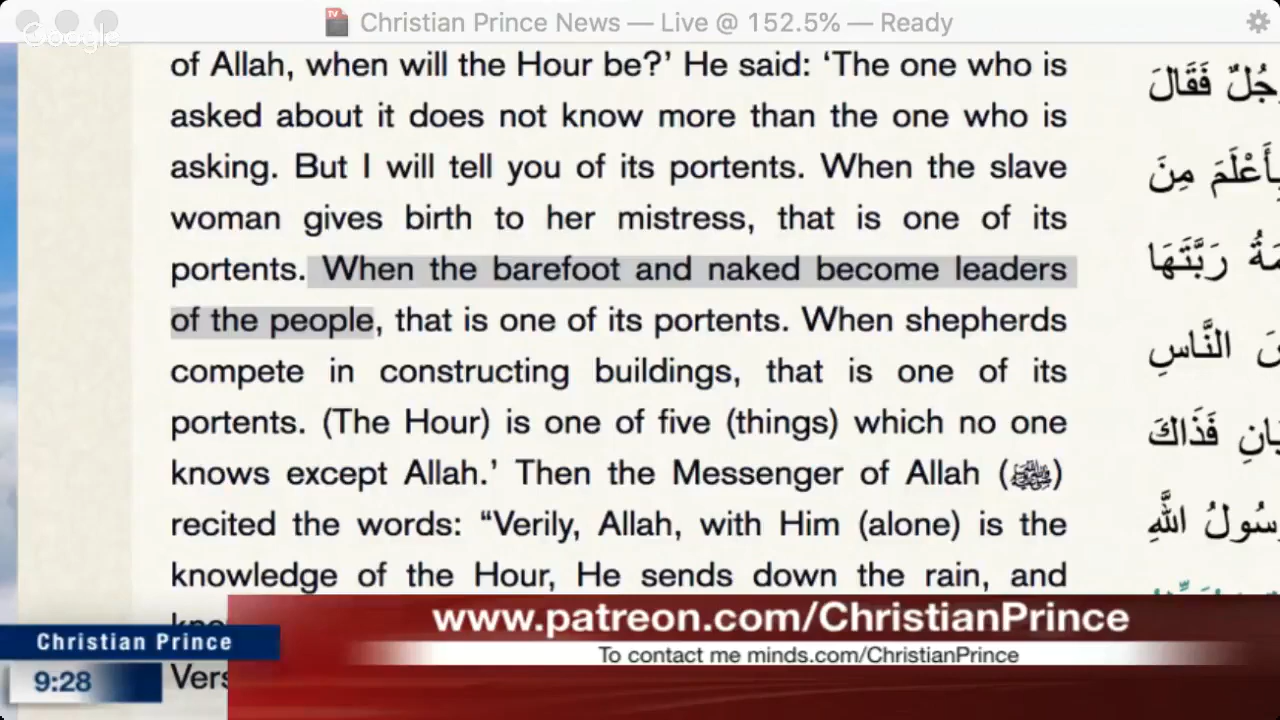 Christian Prince News — Live @ 152.5% — Ready
Google
of Allah, when will the Hour be?’ He said: ‘The one who is
asked about it does not know more than the one who is
asking. But I will tell you of its portents. When the slave
woman gives birth to her mistress, that is one of its
portents. When the barefoot and naked become leaders
of the people, that is one of its portents. When shepherds
compete in constructing buildings, that is one of its
portents. (The Hour) is one of five (things) which no one
knows except Allah.’ Then the Messenger of Allah (ﷺ)
recited the words: “Verily, Allah, with Him (alone) is the
knowledge of the Hour, He sends down the rain, and
جُلٌ فَقَالَ
بِأَعْلَمَ مِنَ
مَةُ رَبَّتَهَا
النَّاسِ
يَانِ فَذَاكَ
رَسُولُ اللَّهِ
www.patreon.com/ChristianPrince
To contact me minds.com/ChristianPrince
Christian Prince
9:28